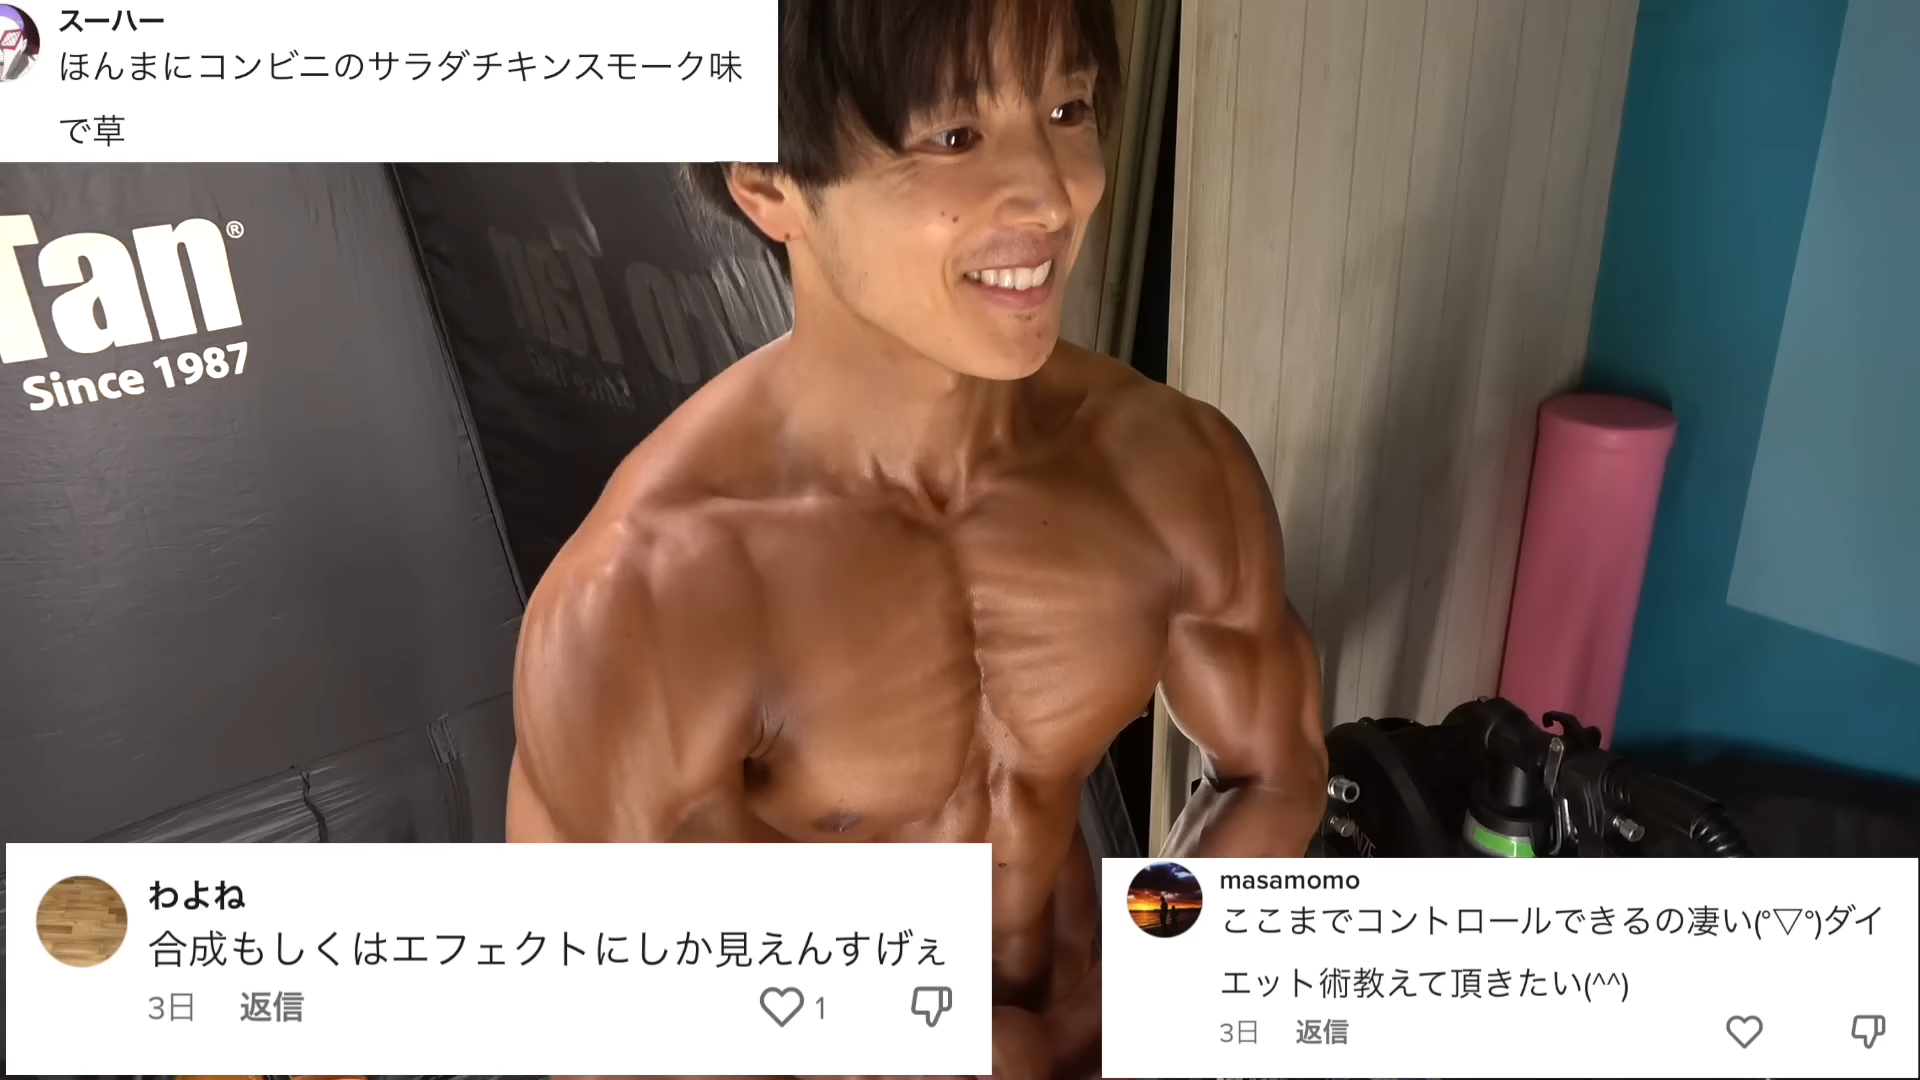 スーハー
ほんまにコンビニのサラダチキンスモーク味
で草
Tan®
Since 1987
わよね
合成もしくはエフェクトにしか見えんすげぇ
3日 返信 1
masamomo
ここまでコントロールできるの凄い(°▽°)ダイ
エット術教えて頂きたい(^^)
3日 返信